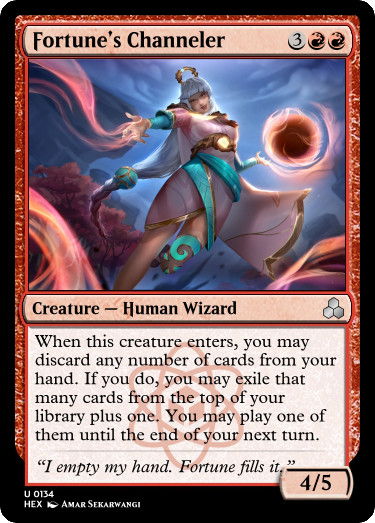 Fortune's Channeler 3
Creature — Human Wizard
When this creature enters, you may
discard any number of cards from your
hand. If you do, you may exile that
many cards from the top of your
library plus one. You may play one of
them until the end of your next turn.
"I empty my hand. Fortune fills it."
4/5
U 0134
HEX Amar Sekarwangi